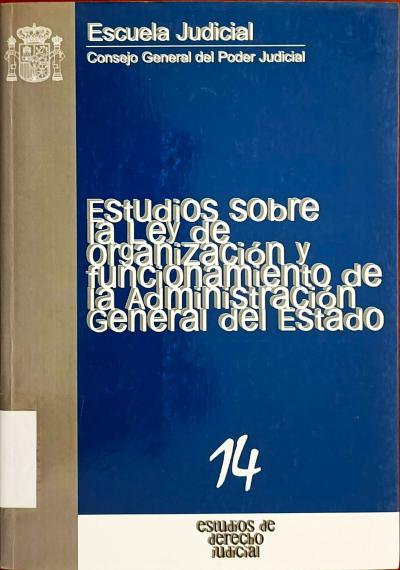 Escuela Judicial
Consejo General del Poder Judicial
Estudios sobre
la Ley de
organización y
funcionamiento de
la Administración
General del Estado
14
estudios de
derecho
judicial